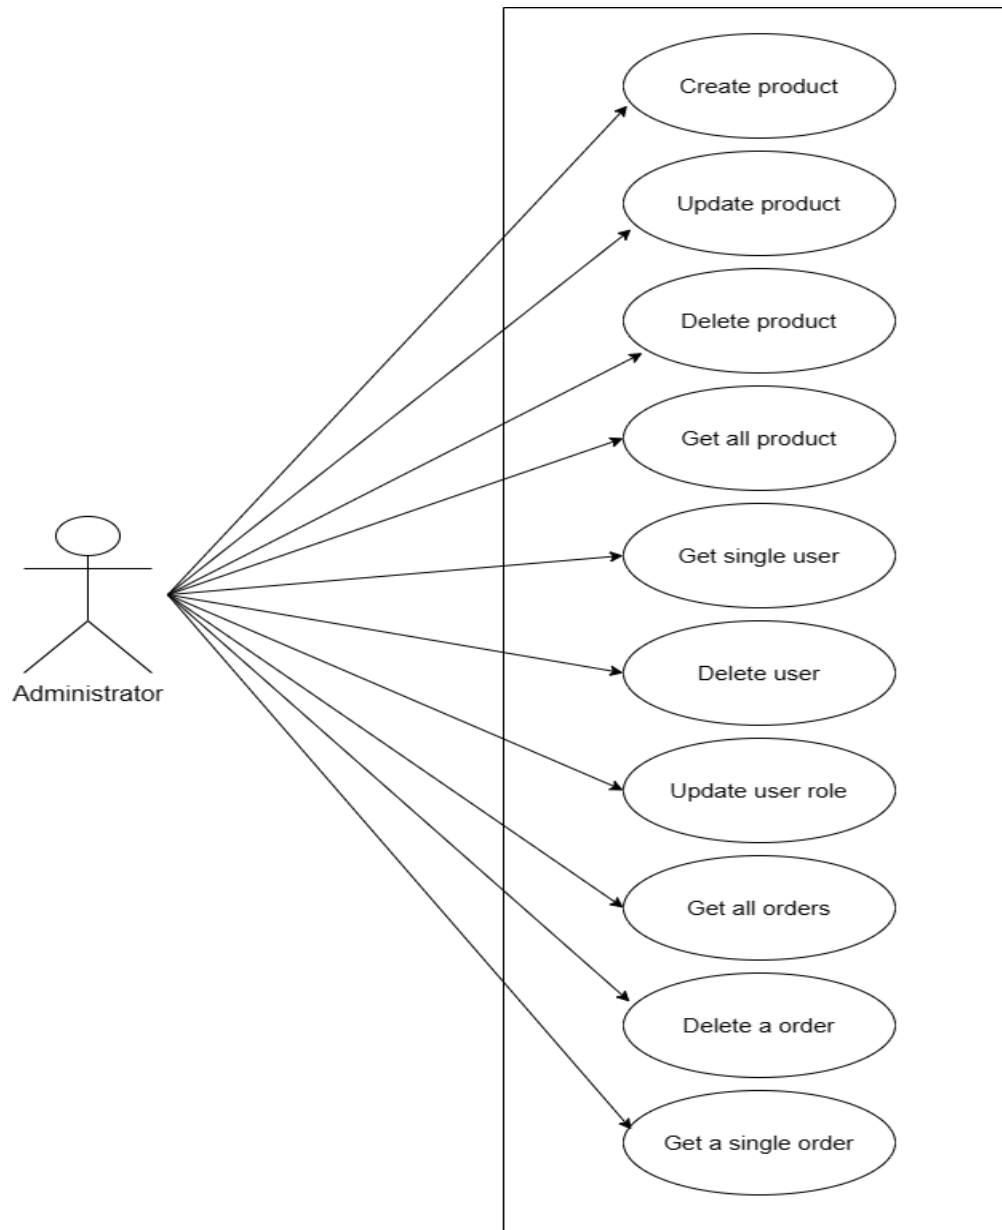 Create product
Update product
Delete product
Get all product
Get single user
Delete user
Administrator
Update user role
Get all orders
Delete a order
Get a single order